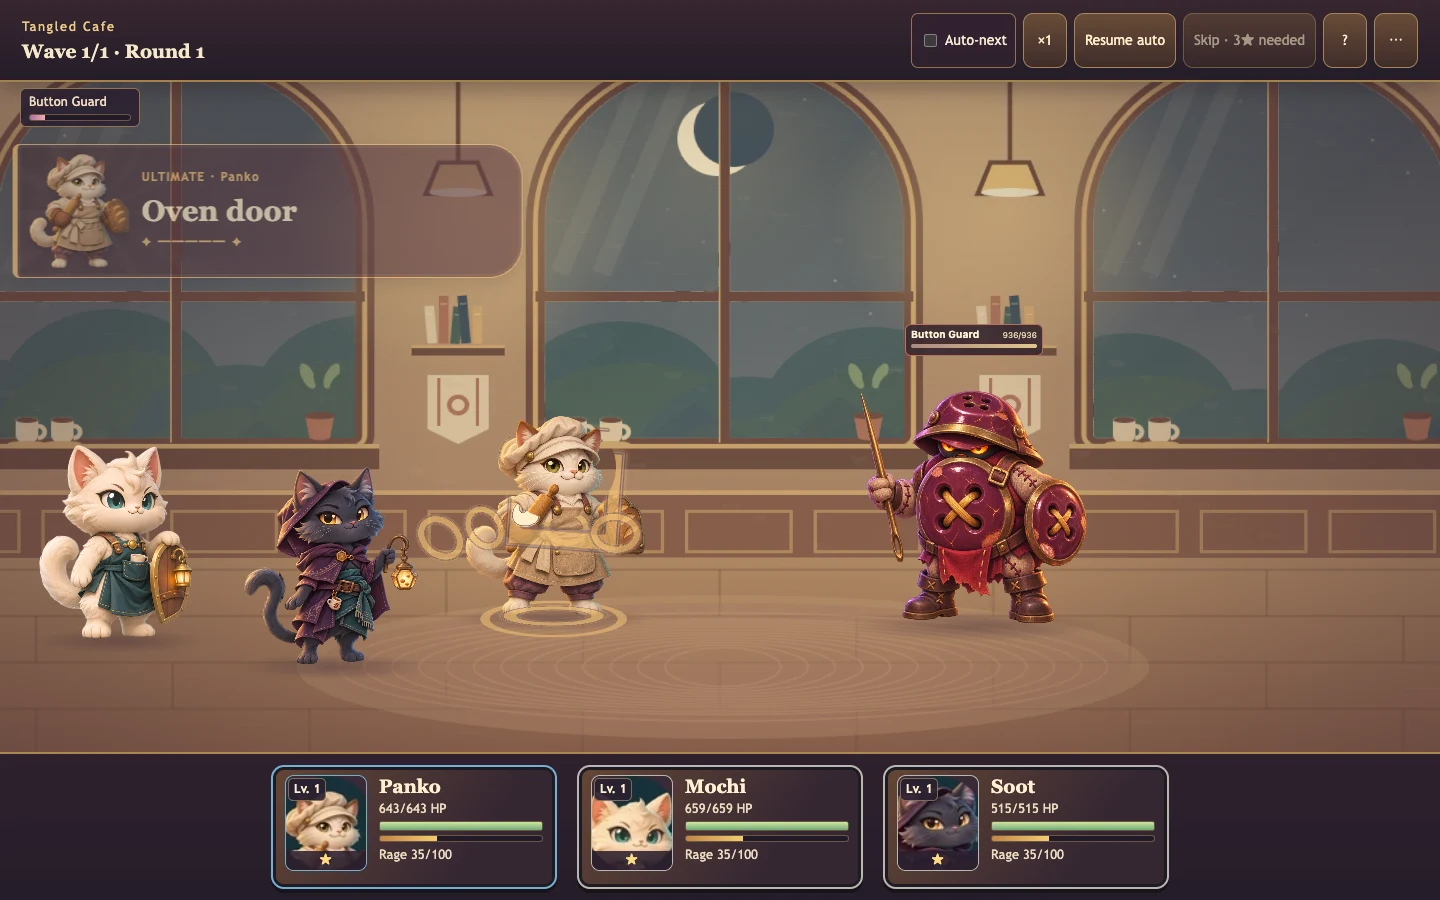 Tangled Cafe
Wave 1/1 · Round 1
Auto-next
×1
Resume auto
Skip · 3★ needed
?
···
Button Guard
ULTIMATE · Panko
Oven door
Button Guard 936/936
Lv. 1
Panko
643/643 HP
Rage 35/100
Lv. 1
Mochi
659/659 HP
Rage 35/100
Lv. 1
Soot
515/515 HP
Rage 35/100